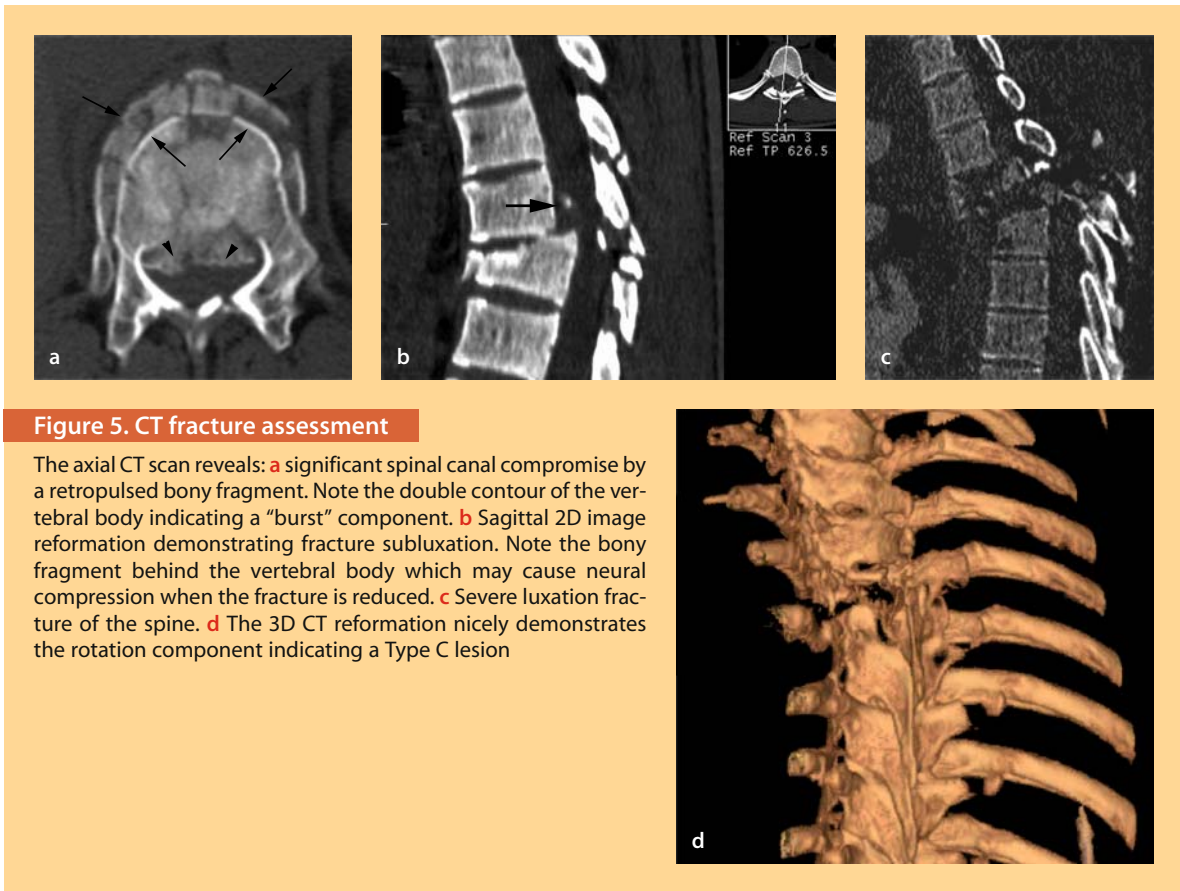 Ref Scan 3
Ref TP 626.5
a
b
c
Figure 5. CT fracture assessment
The axial CT scan reveals: a significant spinal canal compromise by
a retropulsed bony fragment. Note the double contour of the ver-
tebral body indicating a “burst” component. b Sagittal 2D image
reformation demonstrating fracture subluxation. Note the bony
fragment behind the vertebral body which may cause neural
compression when the fracture is reduced. c Severe luxation frac-
ture of the spine. d The 3D CT reformation nicely demonstrates
the rotation component indicating a Type C lesion
d